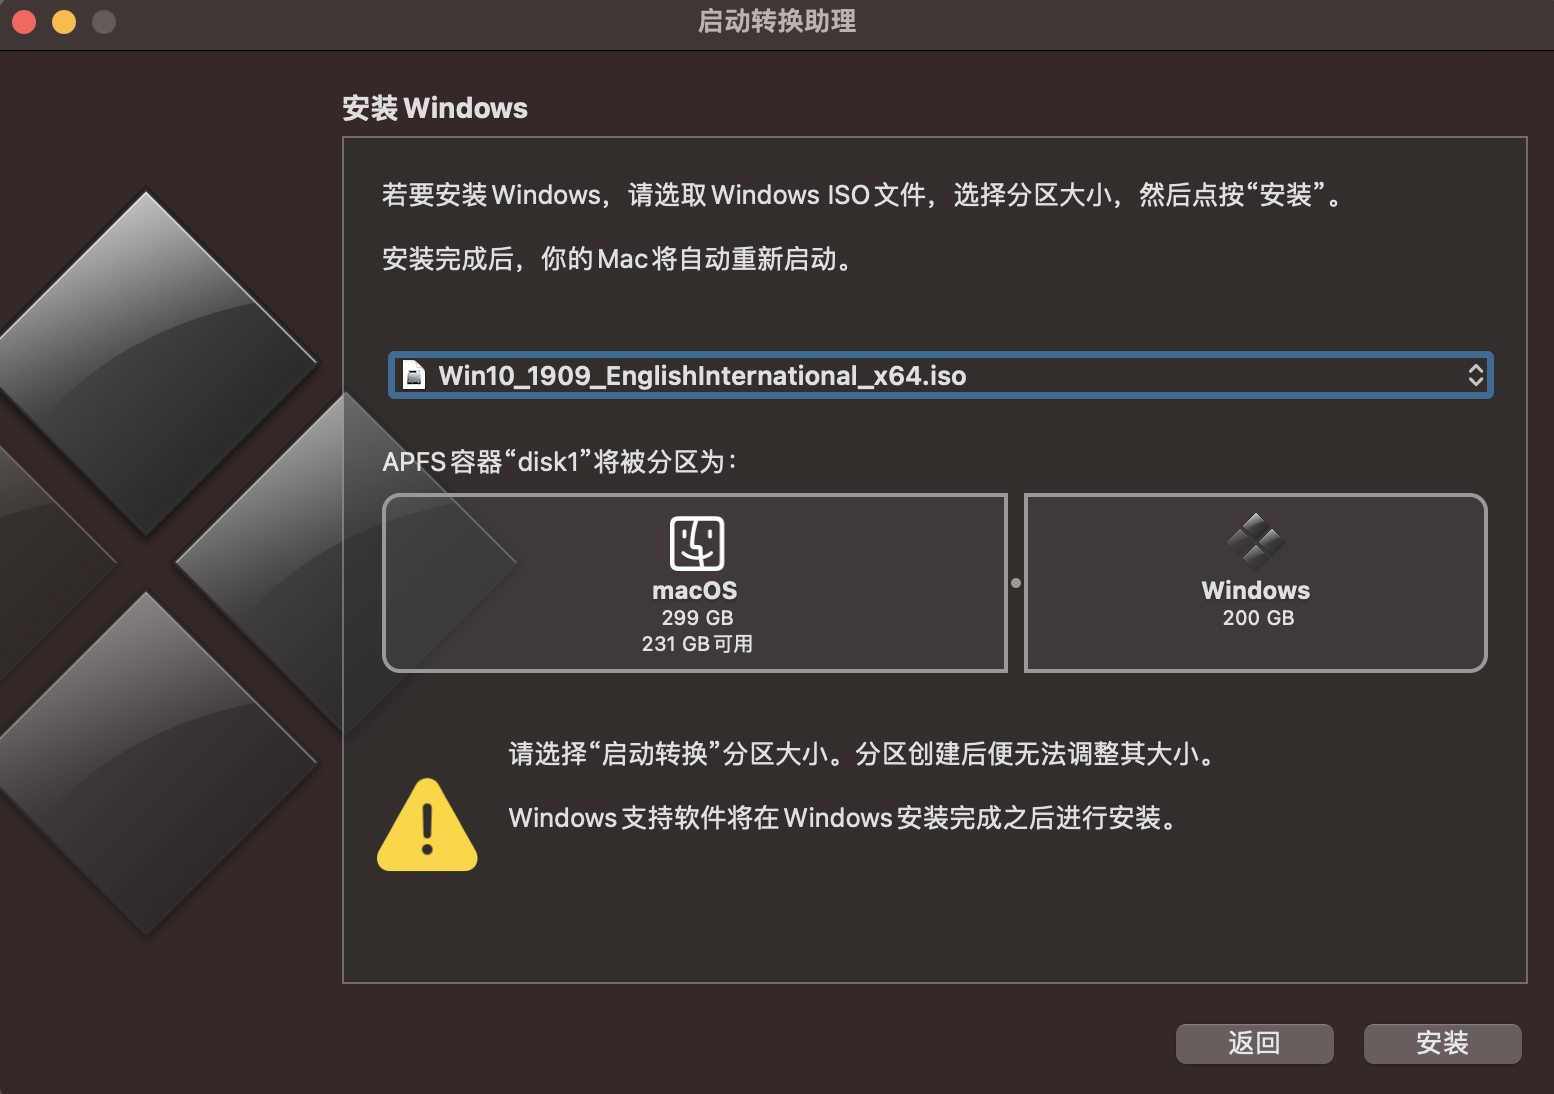 启动转换助理
安装 Windows
若要安装 Windows，请选取 Windows ISO 文件，选择分区大小，然后点按“安装”。
安装完成后，你的 Mac 将自动重新启动。
Win10_1909_EnglishInternational_x64.iso
APFS 容器“disk1”将被分区为：
macOS
299 GB
231 GB 可用
Windows
200 GB
请选择“启动转换”分区大小。分区创建后便无法调整其大小。
Windows 支持软件将在 Windows 安装完成之后进行安装。
返回
安装